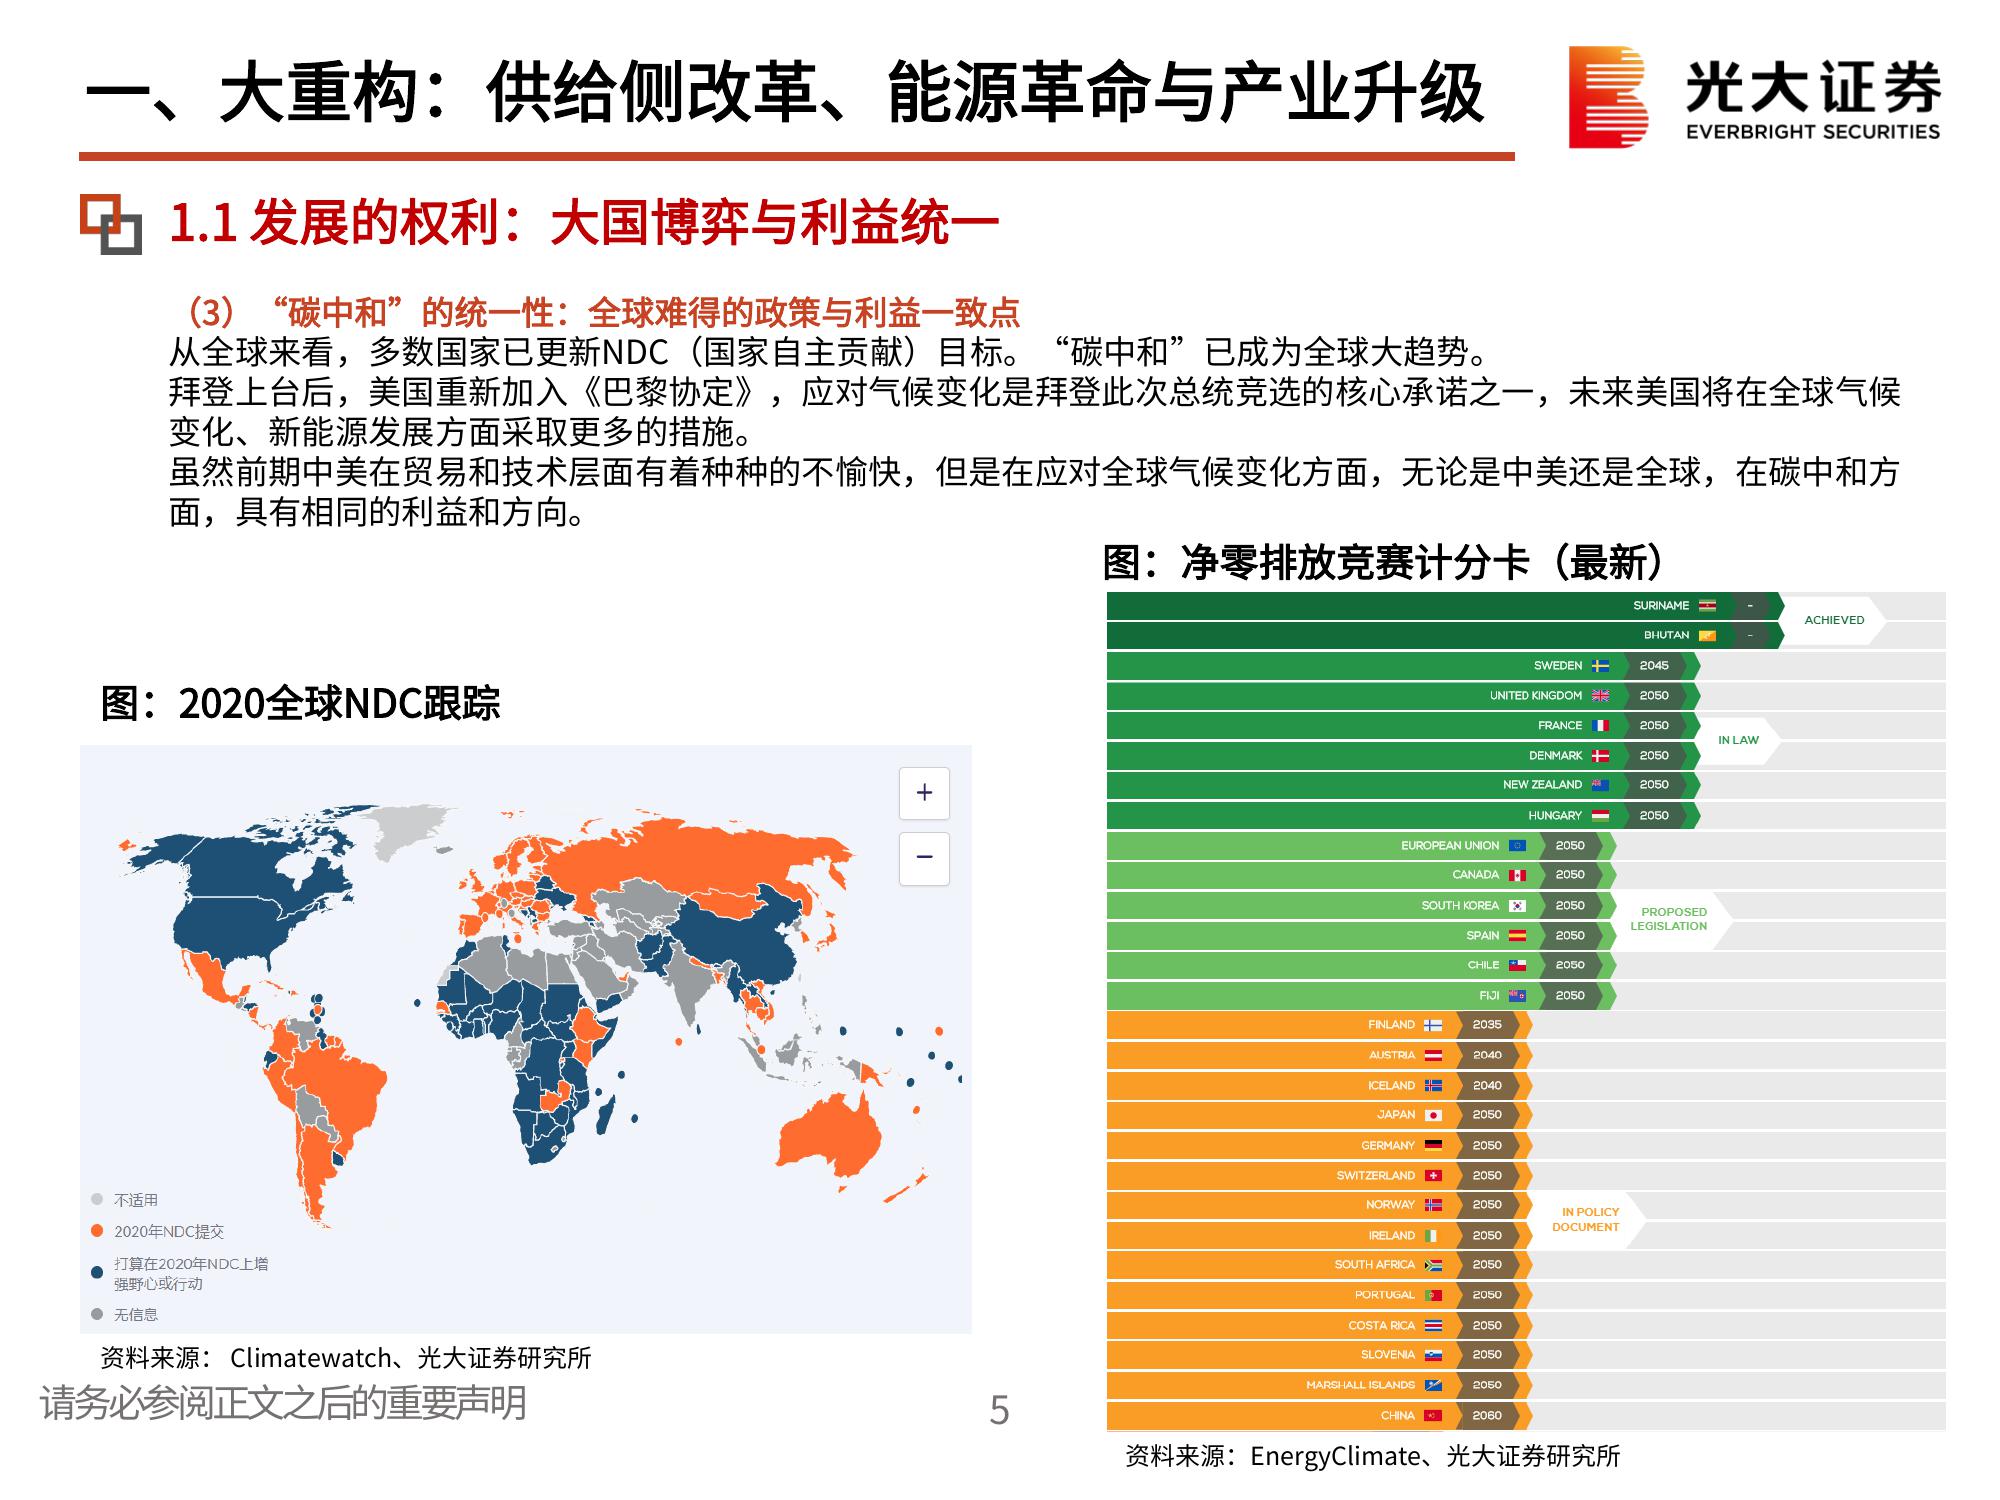 一、大重构：供给侧改革、能源革命与产业升级
光大证券
EVERBRIGHT SECURITIES
1.1 发展的权利：大国博弈与利益统一
（3）“碳中和”的统一性：全球难得的政策与利益一致点
从全球来看，多数国家已更新NDC（国家自主贡献）目标。“碳中和”已成为全球大趋势。
拜登上台后，美国重新加入《巴黎协定》，应对气候变化是拜登此次总统竞选的核心承诺之一，未来美国将在全球气候
变化、新能源发展方面采取更多的措施。
虽然前期中美在贸易和技术层面有着种种的不愉快，但是在应对全球气候变化方面，无论是中美还是全球，在碳中和方
面，具有相同的利益和方向。
图：2020全球NDC跟踪
+
−
不适用
2020年NDC提交
打算在2020年NDC上增
强野心或行动
无信息
资料来源： Climatewatch、光大证券研究所
图：净零排放竞赛计分卡（最新）
SURINAME -
ACHIEVED
BHUTAN -
SWEDEN 2045
UNITED KINGDOM 2050
FRANCE 2050
IN LAW
DENMARK 2050
NEW ZEALAND 2050
HUNGARY 2050
EUROPEAN UNION 2050
CANADA 2050
SOUTH KOREA 2050
PROPOSED
LEGISLATION
SPAIN 2050
CHILE 2050
FIJI 2050
FINLAND 2035
AUSTRIA 2040
ICELAND 2040
JAPAN 2050
GERMANY 2050
SWITZERLAND 2050
NORWAY 2050
IN POLICY
DOCUMENT
IRELAND 2050
SOUTH AFRICA 2050
PORTUGAL 2050
COSTA RICA 2050
SLOVENIA 2050
MARSHALL ISLANDS 2050
CHINA 2060
资料来源：EnergyClimate、光大证券研究所
请务必参阅正文之后的重要声明
5